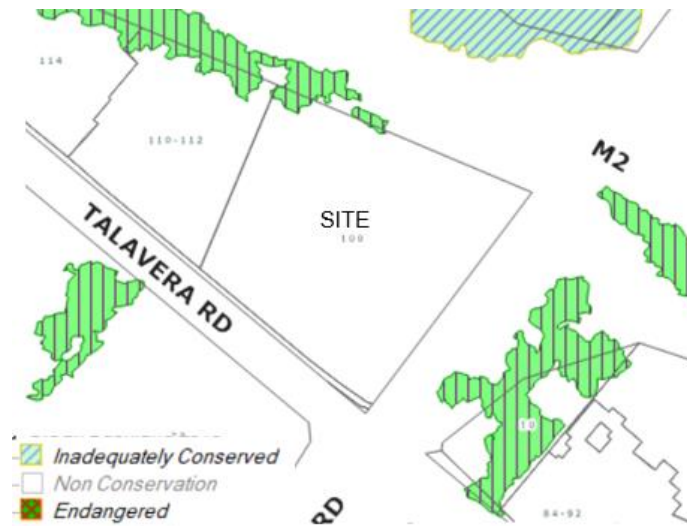 114
110-112
M2
SITE
100
TALAVERA RD
10
Inadequately Conserved
Non Conservation
Endangered
RD
84-92